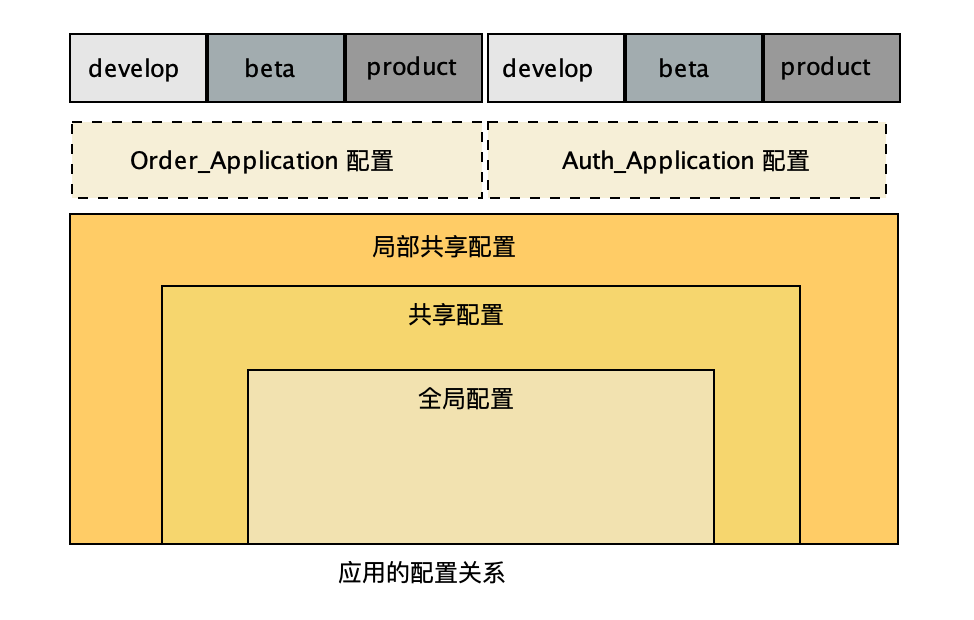 develop beta product develop beta product
Order_Application 配置 Auth_Application 配置
局部共享配置
共享配置
全局配置
应用的配置关系